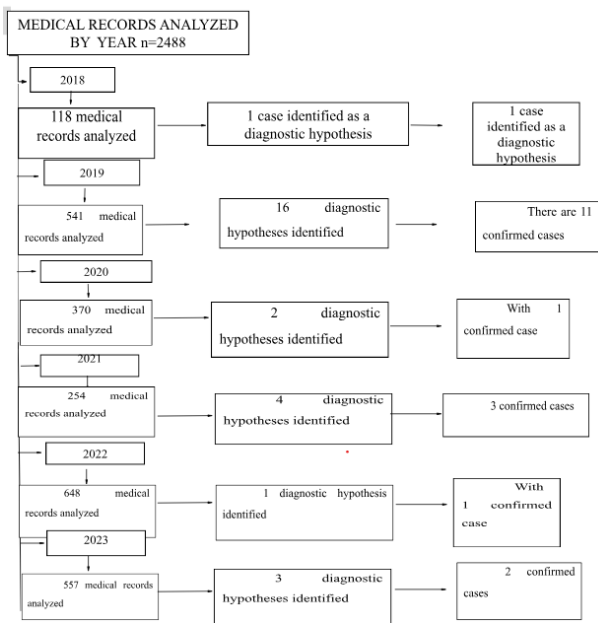 MEDICAL RECORDS ANALYZED
BY YEAR n=2488
2018
118 medical
records analyzed
1 case identified as a
diagnostic hypothesis
1 case
identified as a
diagnostic
hypothesis
2019
541 medical
records analyzed
16 diagnostic
hypotheses identified
There are 11
confirmed cases
2020
370 medical
records analyzed
2 diagnostic
hypotheses identified
With 1
confirmed case
2021
254 medical
records analyzed
4 diagnostic
hypotheses identified
3 confirmed cases
2022
648 medical
records analyzed
1 diagnostic hypothesis
identified
With
1 confirmed
case
2023
557 medical records
analyzed
3 diagnostic
hypotheses identified
2 confirmed
cases